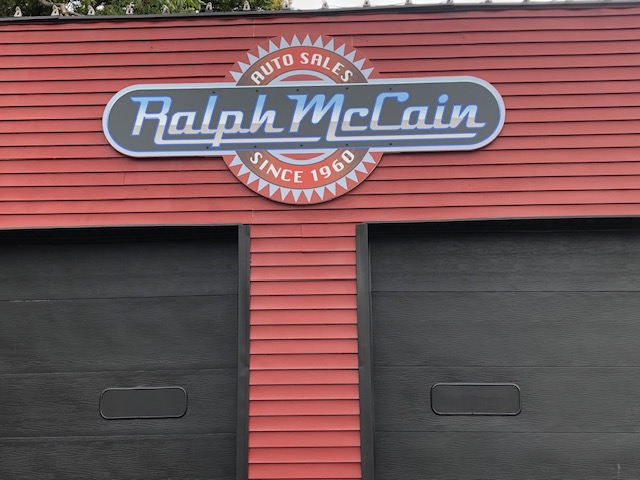 AUTO SALES
Ralph McCain
SINCE 1960